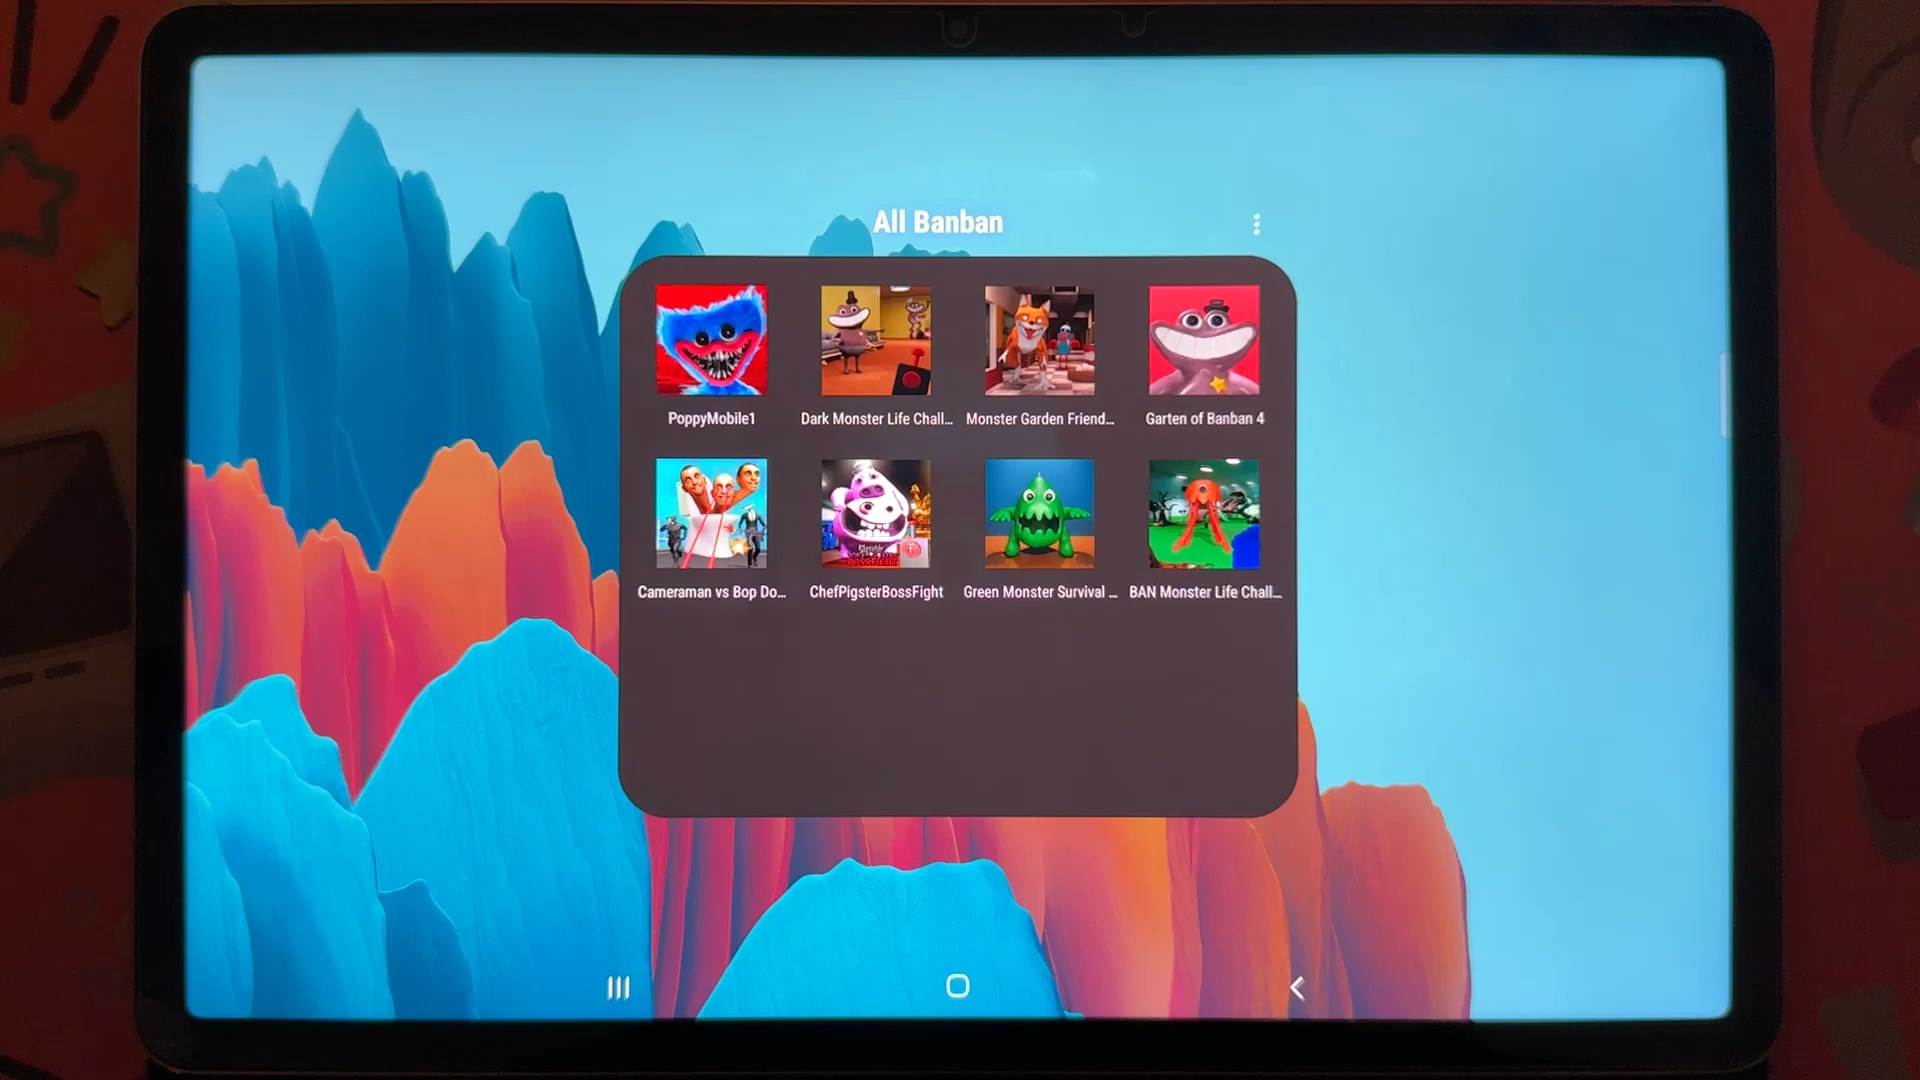 All Banban
PoppyMobile1
Dark Monster Life Chall...
Monster Garden Friend...
Garten of Banban 4
Cameraman vs Bop Do...
ChefPigsterBossFight
Green Monster Survival ...
BAN Monster Life Chall...